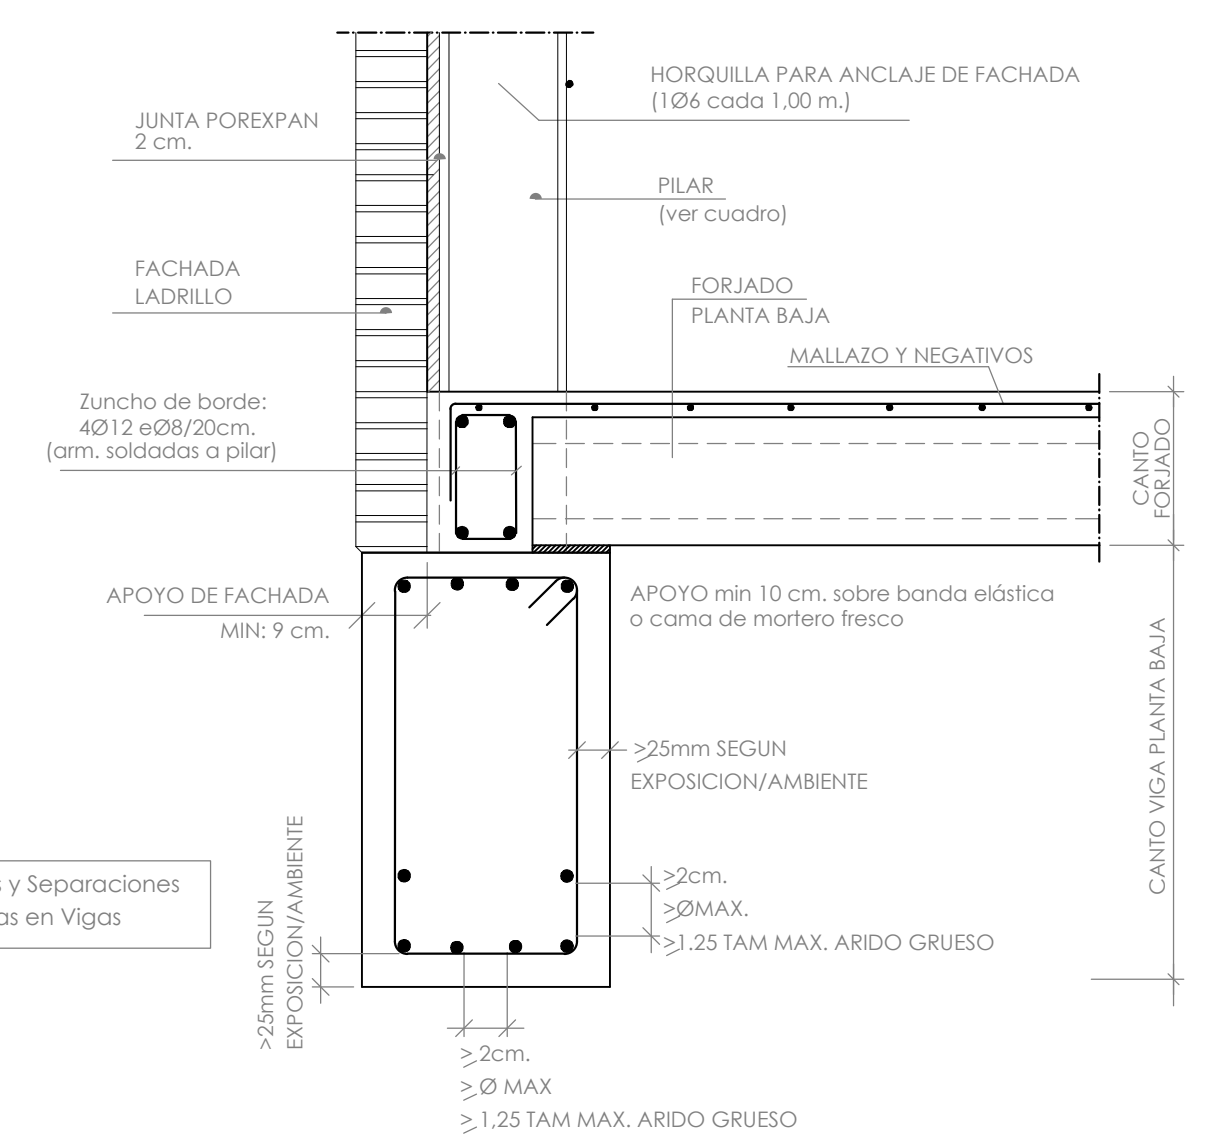 HORQUILLA PARA ANCLAJE DE FACHADA
(1Ø6 cada 1,00 m.)
JUNTA POREXPAN
2 cm.
PILAR
(ver cuadro)
FACHADA
LADRILLO
FORJADO
PLANTA BAJA
MALLAZO Y NEGATIVOS
Zuncho de borde:
4Ø12 eØ8/20cm.
(arm. soldadas a pilar)
CANTO
FORJADO
APOYO DE FACHADA
MIN: 9 cm.
APOYO min 10 cm. sobre banda elástica
o cama de mortero fresco
CANTO VIGA PLANTA BAJA
≥25mm SEGUN
EXPOSICION/AMBIENTE
y Separaciones
en Vigas
>25mm SEGUN
EXPOSICION/AMBIENTE
≥2cm.
≥ØMAX.
≥1.25 TAM MAX. ARIDO GRUESO
≥ 2cm.
≥ Ø MAX
≥ 1,25 TAM MAX. ARIDO GRUESO